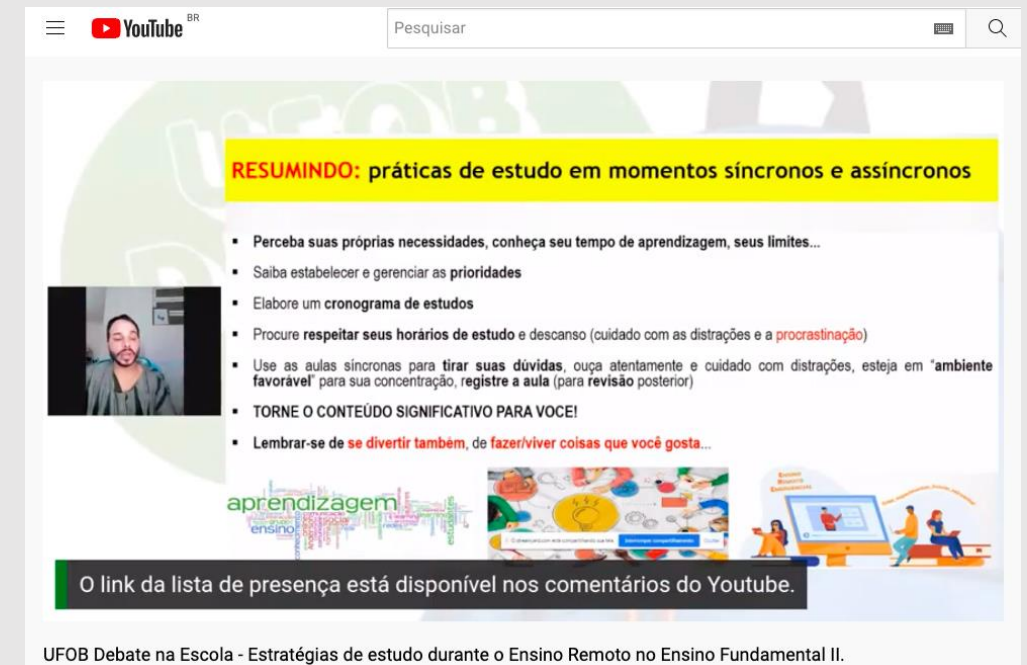 YouTube BR
Pesquisar
UFOB
RESUMINDO: práticas de estudo em momentos síncronos e assíncronos
▪ Perceba suas próprias necessidades, conheça seu tempo de aprendizagem, seus limites...
▪ Saiba estabelecer e gerenciar as prioridades
▪ Elabore um cronograma de estudos
▪ Procure respeitar seus horários de estudo e descanso (cuidado com as distrações e a procrastinação)
▪ Use as aulas síncronas para tirar suas dúvidas, ouça atentamente e cuidado com distrações, esteja em "ambiente
favorável" para sua concentração, registre a aula (para revisão posterior)
▪ TORNE O CONTEÚDO SIGNIFICATIVO PARA VOCE!
▪ Lembrar-se de se divertir também, de fazer/viver coisas que você gosta...
aprendizagem
ensino
estudantes
O link da lista de presença está disponível nos comentários do Youtube.
UFOB Debate na Escola - Estratégias de estudo durante o Ensino Remoto no Ensino Fundamental II.